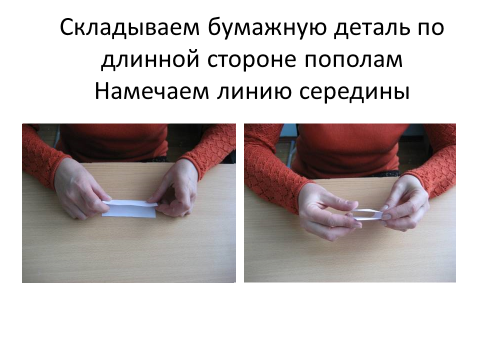 Складываем бумажную деталь по
длинной стороне пополам
Намечаем линию середины